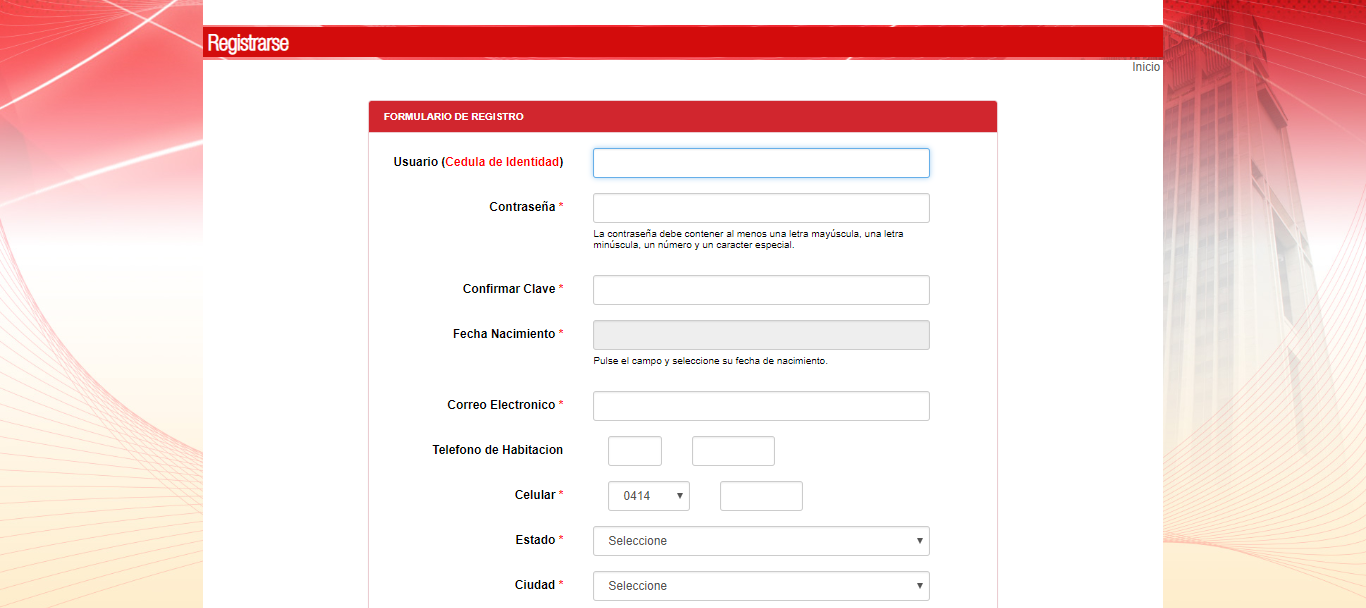 Registrarse
Inicio
FORMULARIO DE REGISTRO
Usuario (Cedula de Identidad)
Contraseña *
La contraseña debe contener al menos una letra mayúscula, una letra
minúscula, un número y un caracter especial.
Confirmar Clave *
Fecha Nacimiento *
Pulse el campo y seleccione su fecha de nacimiento.
Correo Electronico *
Telefono de Habitacion
Celular * 0414
Estado * Seleccione
Ciudad * Seleccione